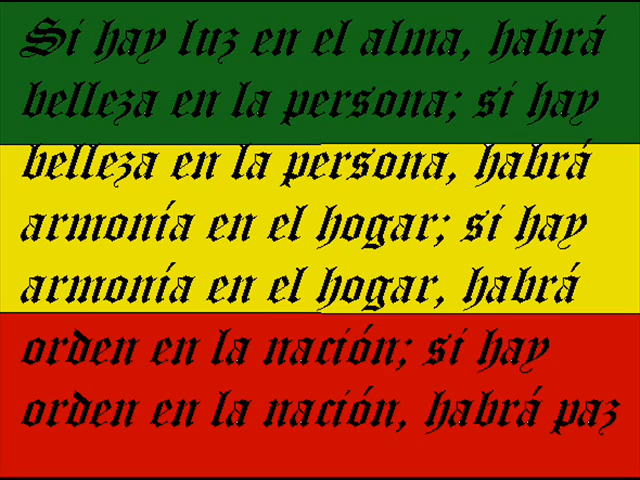 Si hay luz en el alma, habrá
belleza en la persona; si hay
belleza en la persona, habrá
armonía en el hogar; si hay
armonía en el hogar, habrá
orden en la nación; si hay
orden en la nación, habrá paz